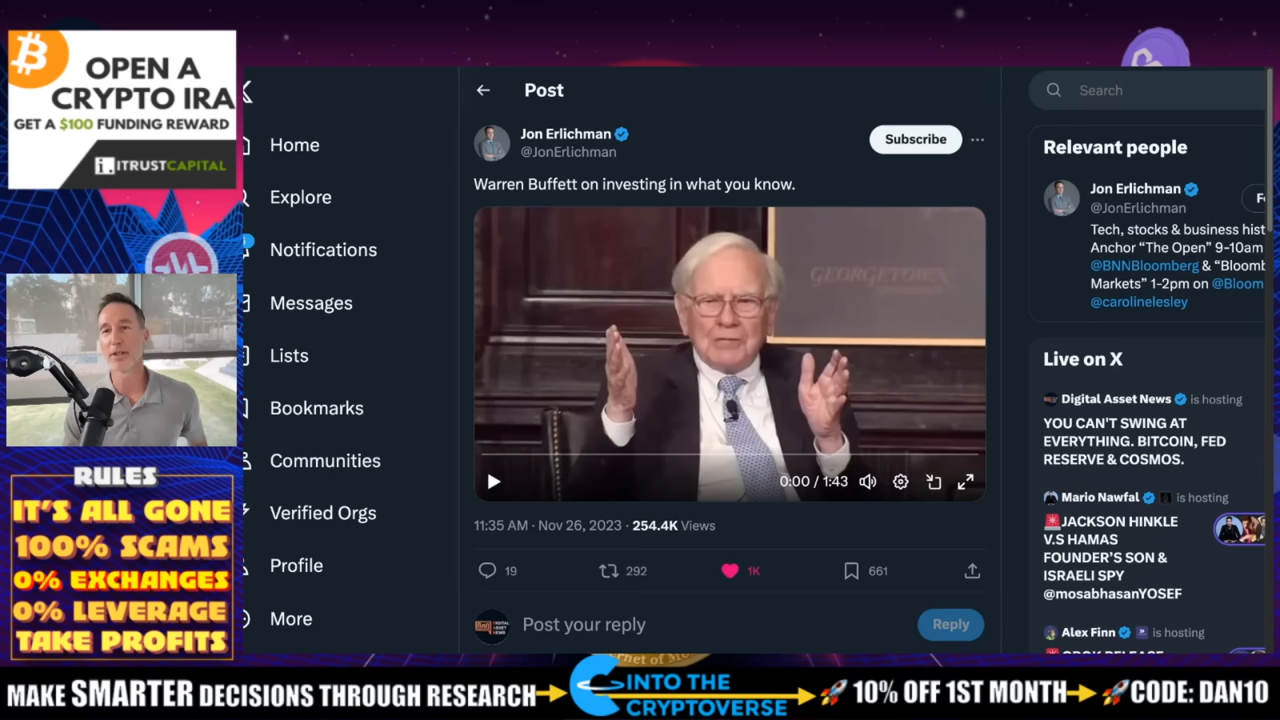 OPEN A
CRYPTO IRA
GET A $100 FUNDING REWARD
i. ITRUSTCAPITAL
RULES
IT'S ALL GONE
100% SCAMS
0% EXCHANGES
0% LEVERAGE
TAKE PROFITS
Home
Explore
Notifications
Messages
Lists
Bookmarks
Communities
Verified Orgs
Profile
More
Post
Jon Erlichman
@JonErlichman
Subscribe
Warren Buffett on investing in what you know.
GEORGETOWN
0:00 / 1:43
11:35 AM · Nov 26, 2023 · 254.4K Views
19
292
1K
661
Post your reply
Reply
Search
Relevant people
Jon Erlichman
@JonErlichman
Tech, stocks & business hist
Anchor "The Open" 9-10am
@BNNBloomberg & "Bloomb
Markets" 1-2pm on @Bloom
@carolinelesley
Live on X
Digital Asset News is hosting
YOU CAN'T SWING AT
EVERYTHING. BITCOIN, FED
RESERVE & COSMOS.
Mario Nawfal is hosting
🚨JACKSON HINKLE
V.S HAMAS
FOUNDER'S SON &
ISRAELI SPY
@mosabhasanYOSEF
Alex Finn is hosting
MAKE SMARTER DECISIONS THROUGH RESEARCH
INTO THE
CRYPTOVERSE
🚀 10% OFF 1ST MONTH
🚀CODE: DAN10